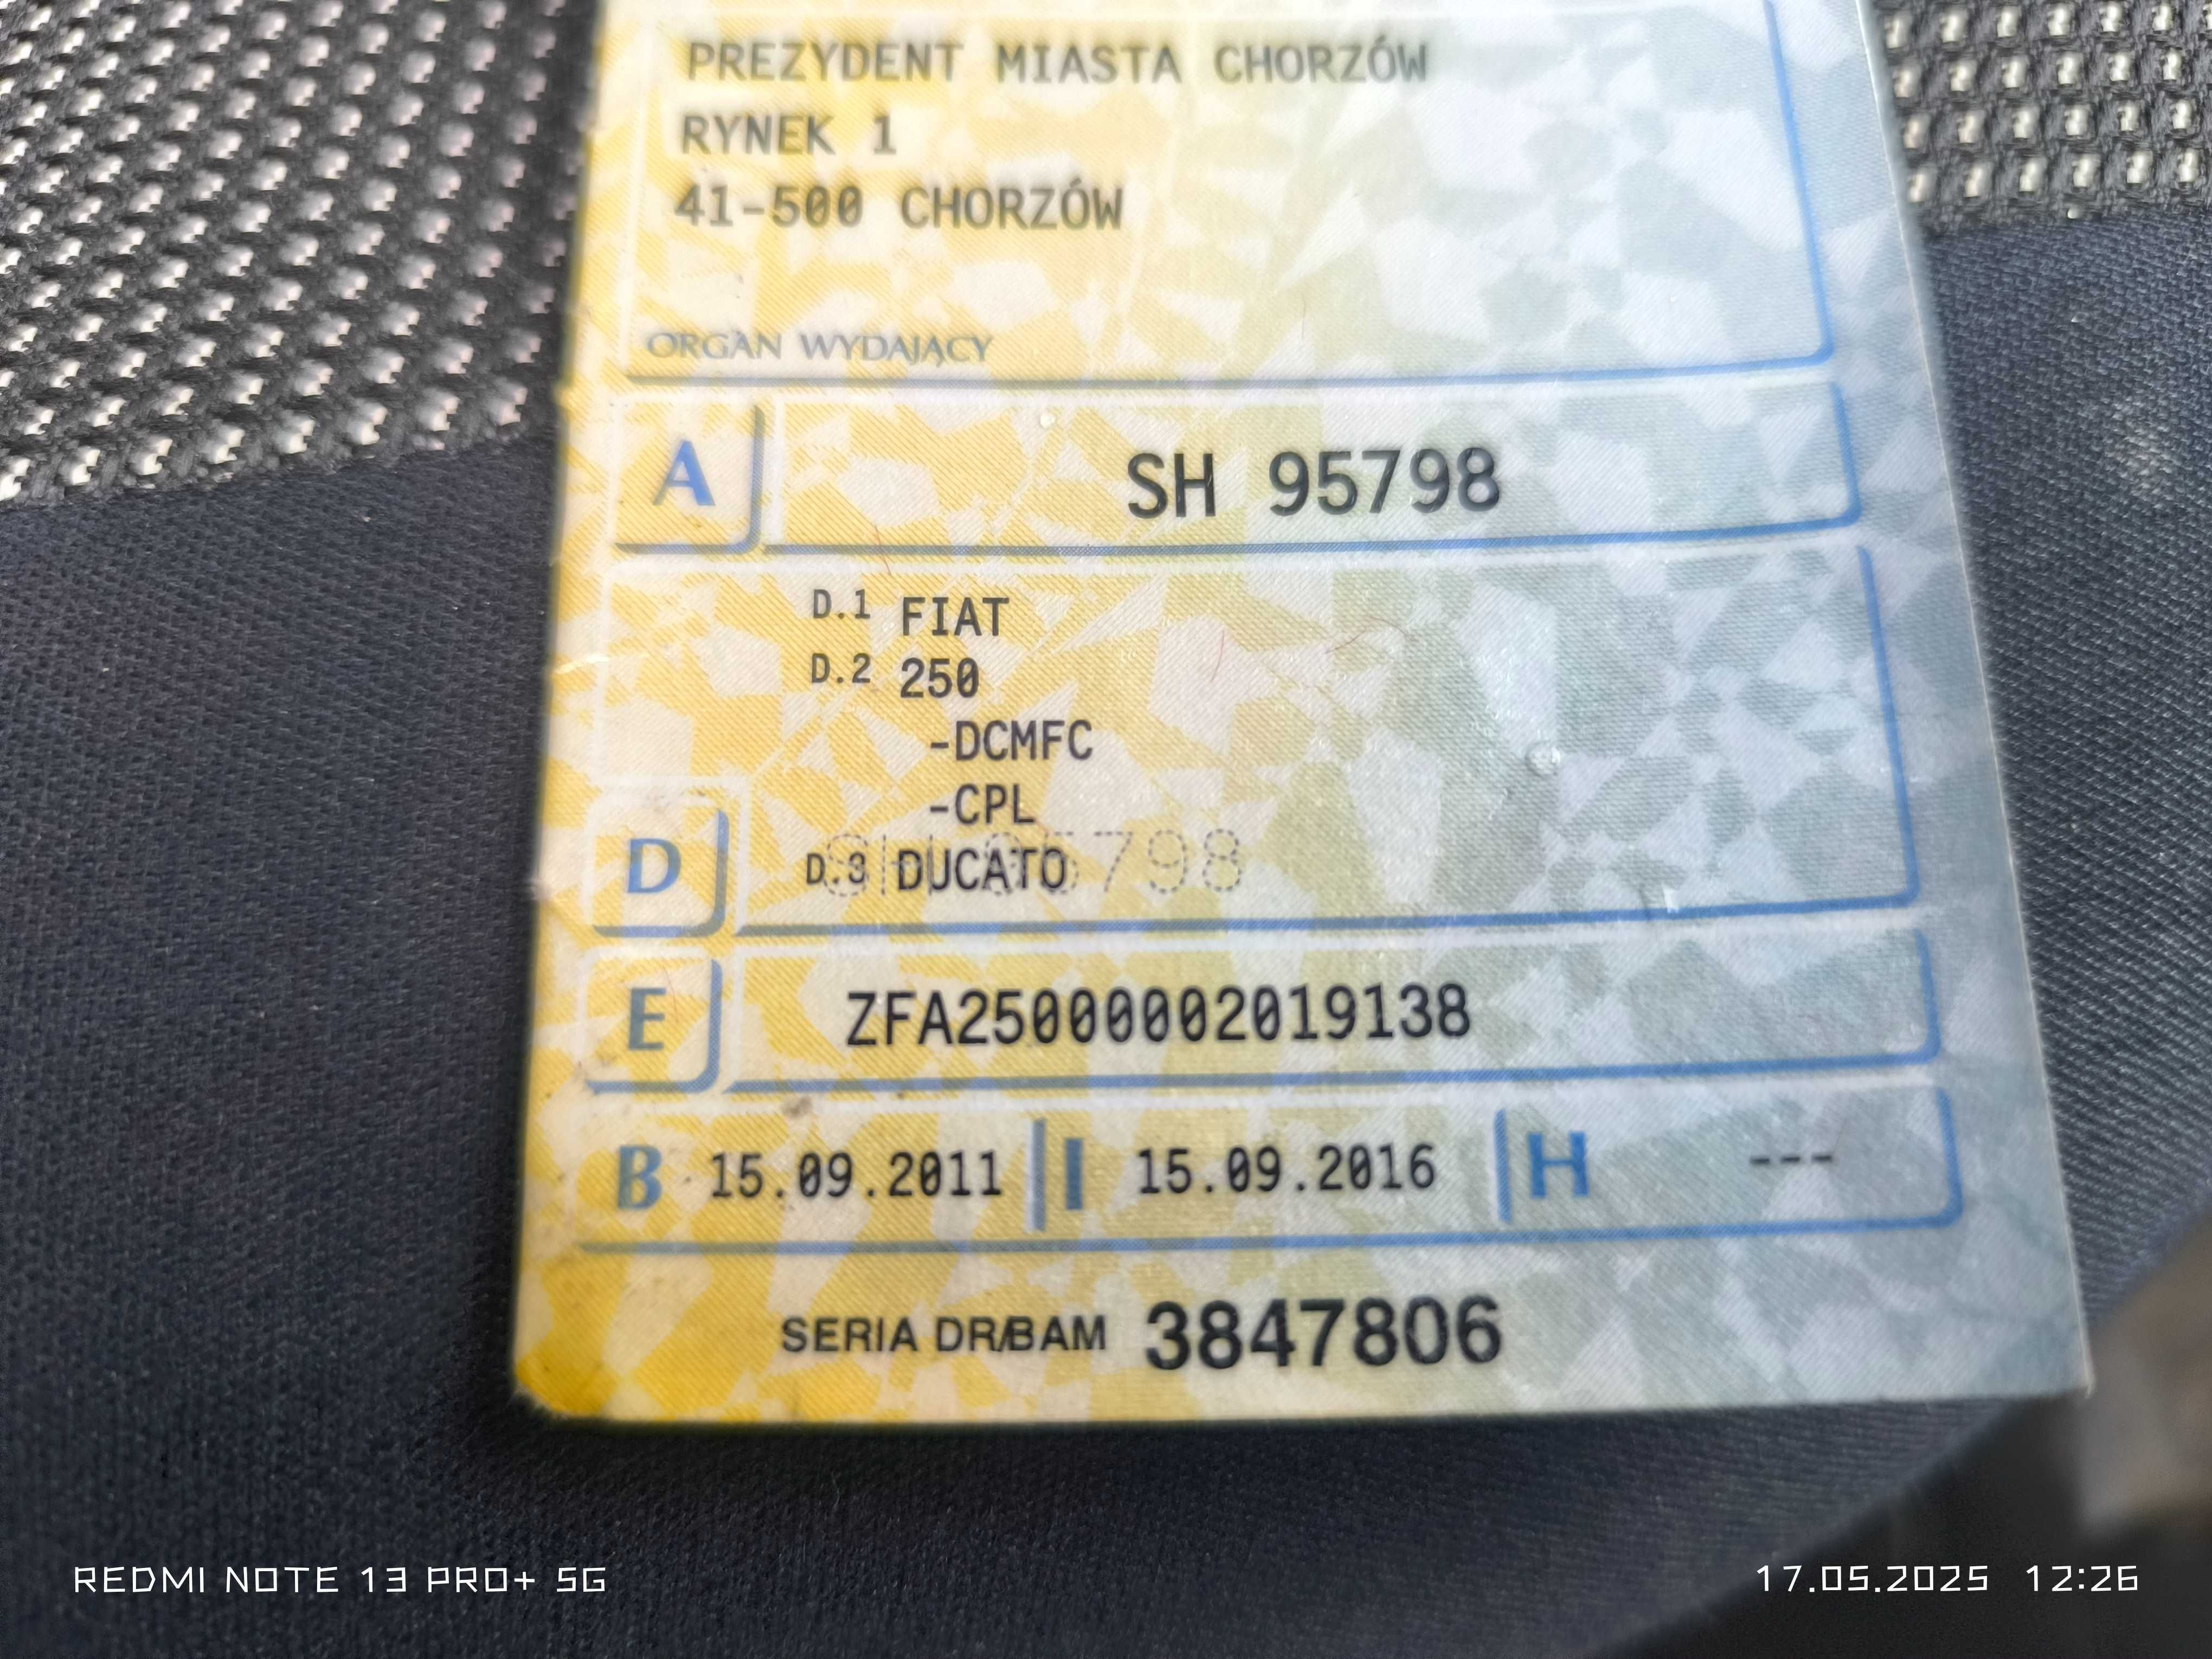 PREZYDENT MIASTA CHORZÓW
RYNEK 1
41-500 CHORZÓW
ORGAN WYDAJĄCY
A SH 95798
D.1 FIAT
D.2 250
-DCMFC
-CPL
SH 95798
D D.3 DUCATO
E ZFA25000002019138
B 15.09.2011 I 15.09.2016 H ---
SERIA DR/BAM 3847806
REDMI NOTE 13 PRO+ 5G
17.05.2025 12:26